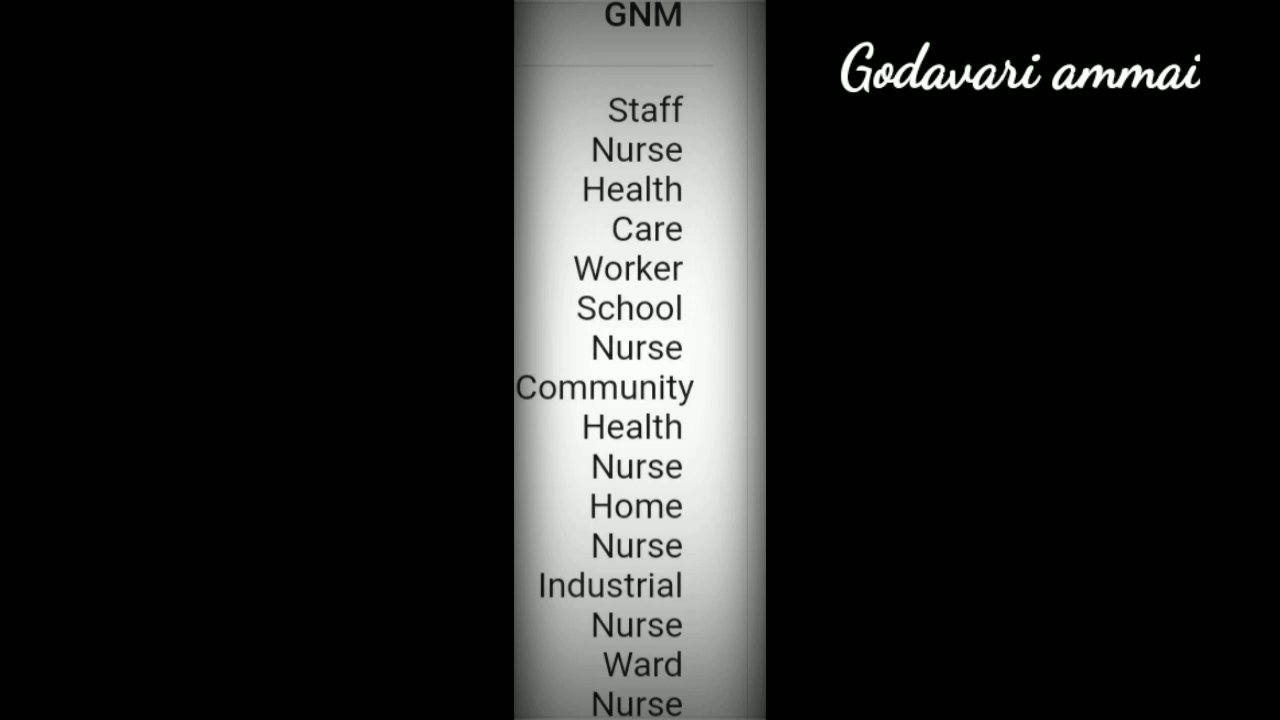 GNM
Godavari ammai
Staff
Nurse
Health
Care
Worker
School
Nurse
Community
Health
Nurse
Home
Nurse
Industrial
Nurse
Ward
Nurse